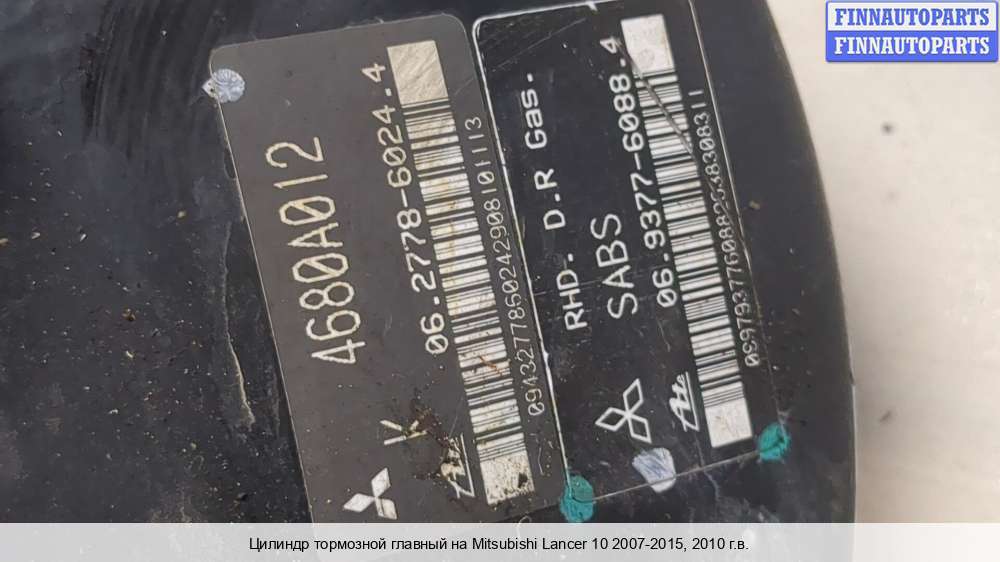 FINNAUTOPARTS
FINNAUTOPARTS
4680A012
06.2778-6024.4
K
RHD. D.R Gas.
SABS
06.9377-6088.4
Ate
Цилиндр тормозной главный на Mitsubishi Lancer 10 2007-2015, 2010 г.в.